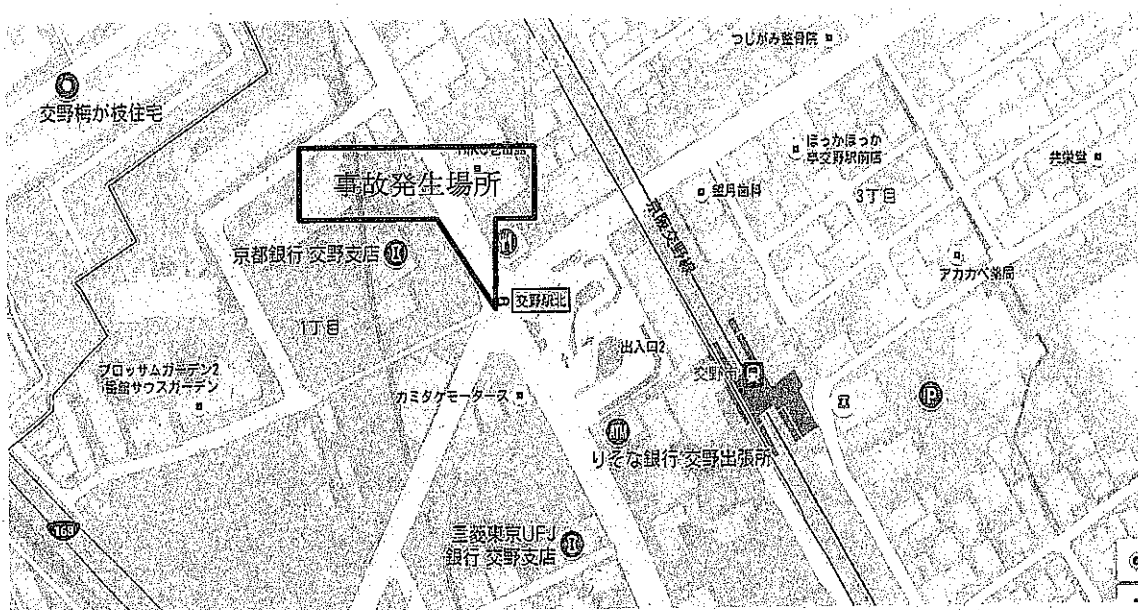 つじがみ整骨院
交野梅が枝住宅
ほっかほっか
亭交野駅前店
共栄堂
事故発生場所
望月歯科
3丁目
京阪交野線
京都銀行 交野支店
アカカベ薬局
交野駅北
1丁目
出入口2
ブロッサムガーデン2
サウスガーデン
カミタケモータース
交野市
P
りそな銀行 交野出張所
168
三菱東京UFJ
銀行 交野支店